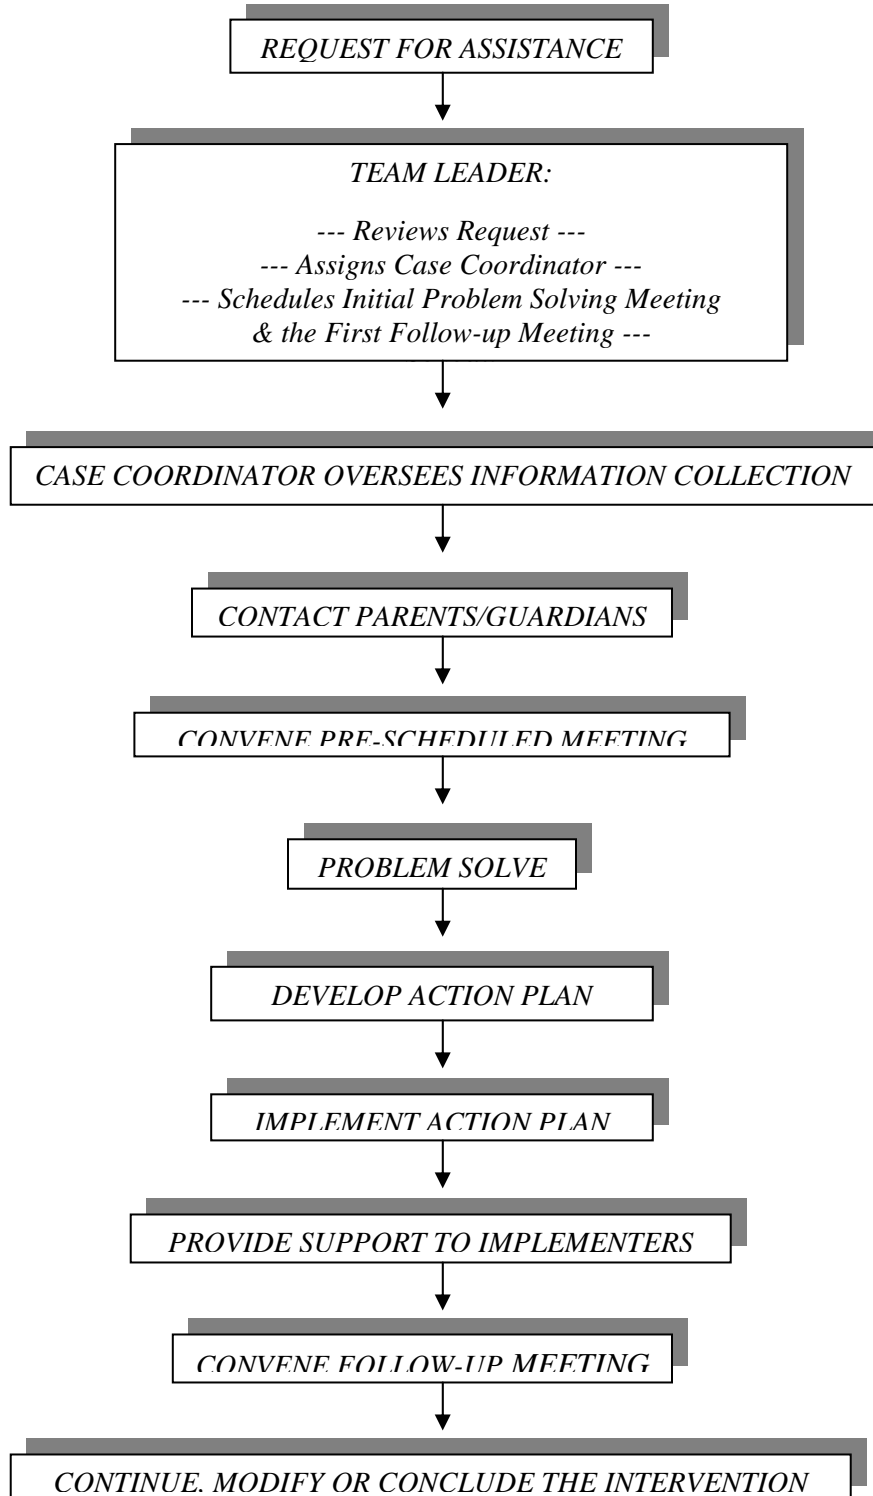 REQUEST FOR ASSISTANCE
TEAM LEADER:
--- Reviews Request ---
--- Assigns Case Coordinator ---
--- Schedules Initial Problem Solving Meeting
& the First Follow-up Meeting ---
CASE COORDINATOR OVERSEES INFORMATION COLLECTION
CONTACT PARENTS/GUARDIANS
CONVENE PRE-SCHEDULED MEETING
PROBLEM SOLVE
DEVELOP ACTION PLAN
IMPLEMENT ACTION PLAN
PROVIDE SUPPORT TO IMPLEMENTERS
CONVENE FOLLOW-UP MEETING
CONTINUE, MODIFY OR CONCLUDE THE INTERVENTION